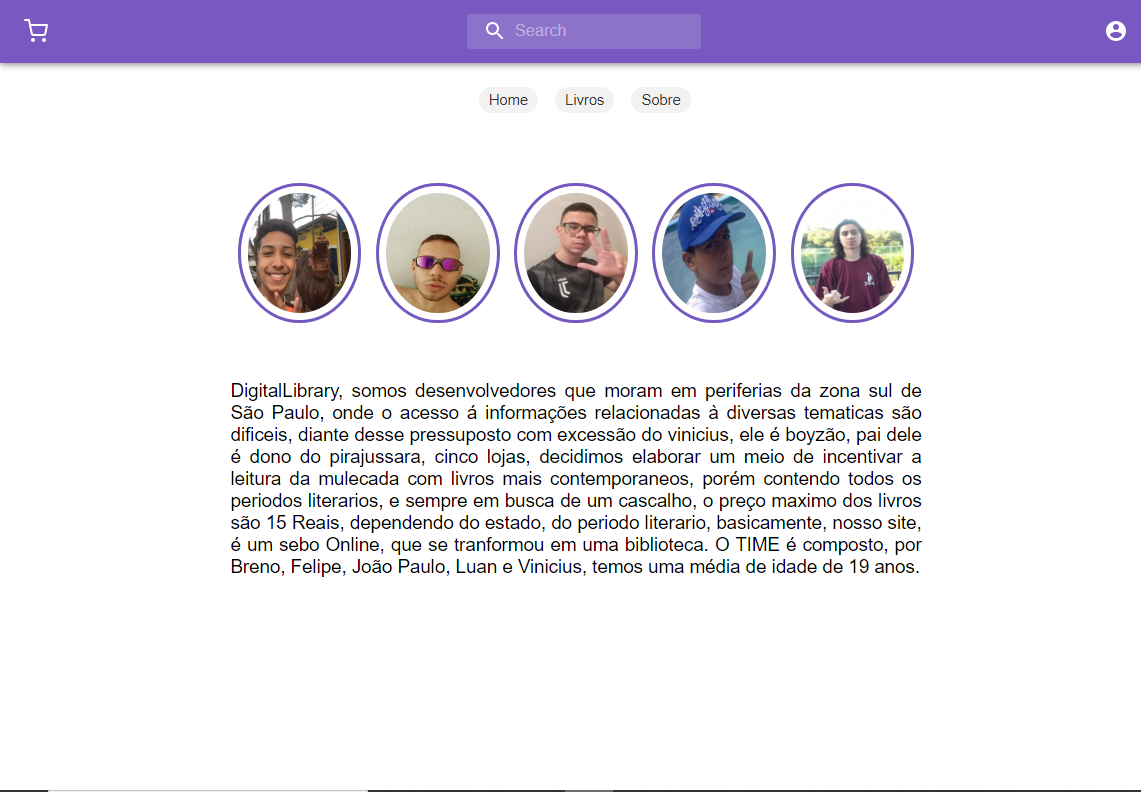 Search
Home Livros Sobre
DigitalLibrary, somos desenvolvedores que moram em periferias da zona sul de
São Paulo, onde o acesso á informações relacionadas à diversas tematicas são
dificeis, diante desse pressuposto com excessão do vinicius, ele é boyzão, pai dele
é dono do pirajussara, cinco lojas, decidimos elaborar um meio de incentivar a
leitura da mulecada com livros mais contemporaneos, porém contendo todos os
periodos literarios, e sempre em busca de um cascalho, o preço maximo dos livros
são 15 Reais, dependendo do estado, do periodo literario, basicamente, nosso site,
é um sebo Online, que se tranformou em uma biblioteca. O TIME é composto, por
Breno, Felipe, João Paulo, Luan e Vinicius, temos uma média de idade de 19 anos.